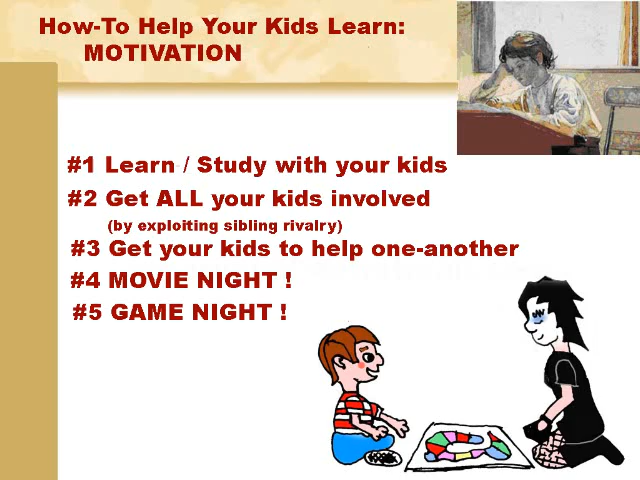 How-To Help Your Kids Learn:
MOTIVATION
#1 Learn / Study with your kids
#2 Get ALL your kids involved
(by exploiting sibling rivalry)
#3 Get your kids to help one-another
#4 MOVIE NIGHT !
#5 GAME NIGHT !